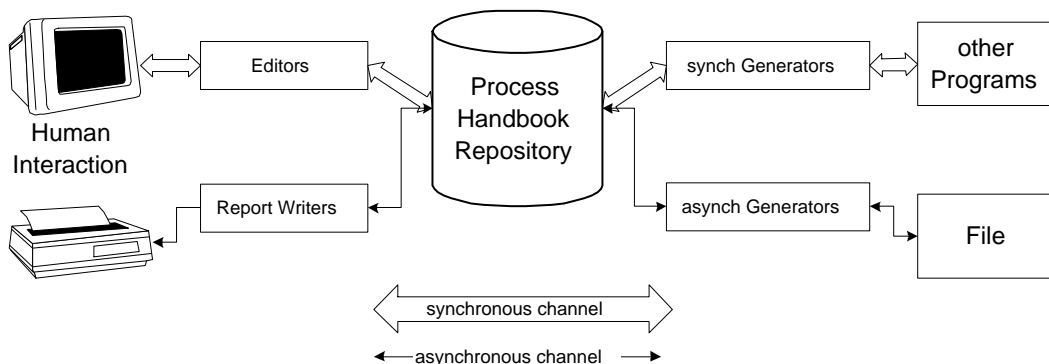 Editors
Process
Handbook
Repository
synch Generators
other
Programs
Human
Interaction
Report Writers
asynch Generators
File
synchronous channel
asynchronous channel